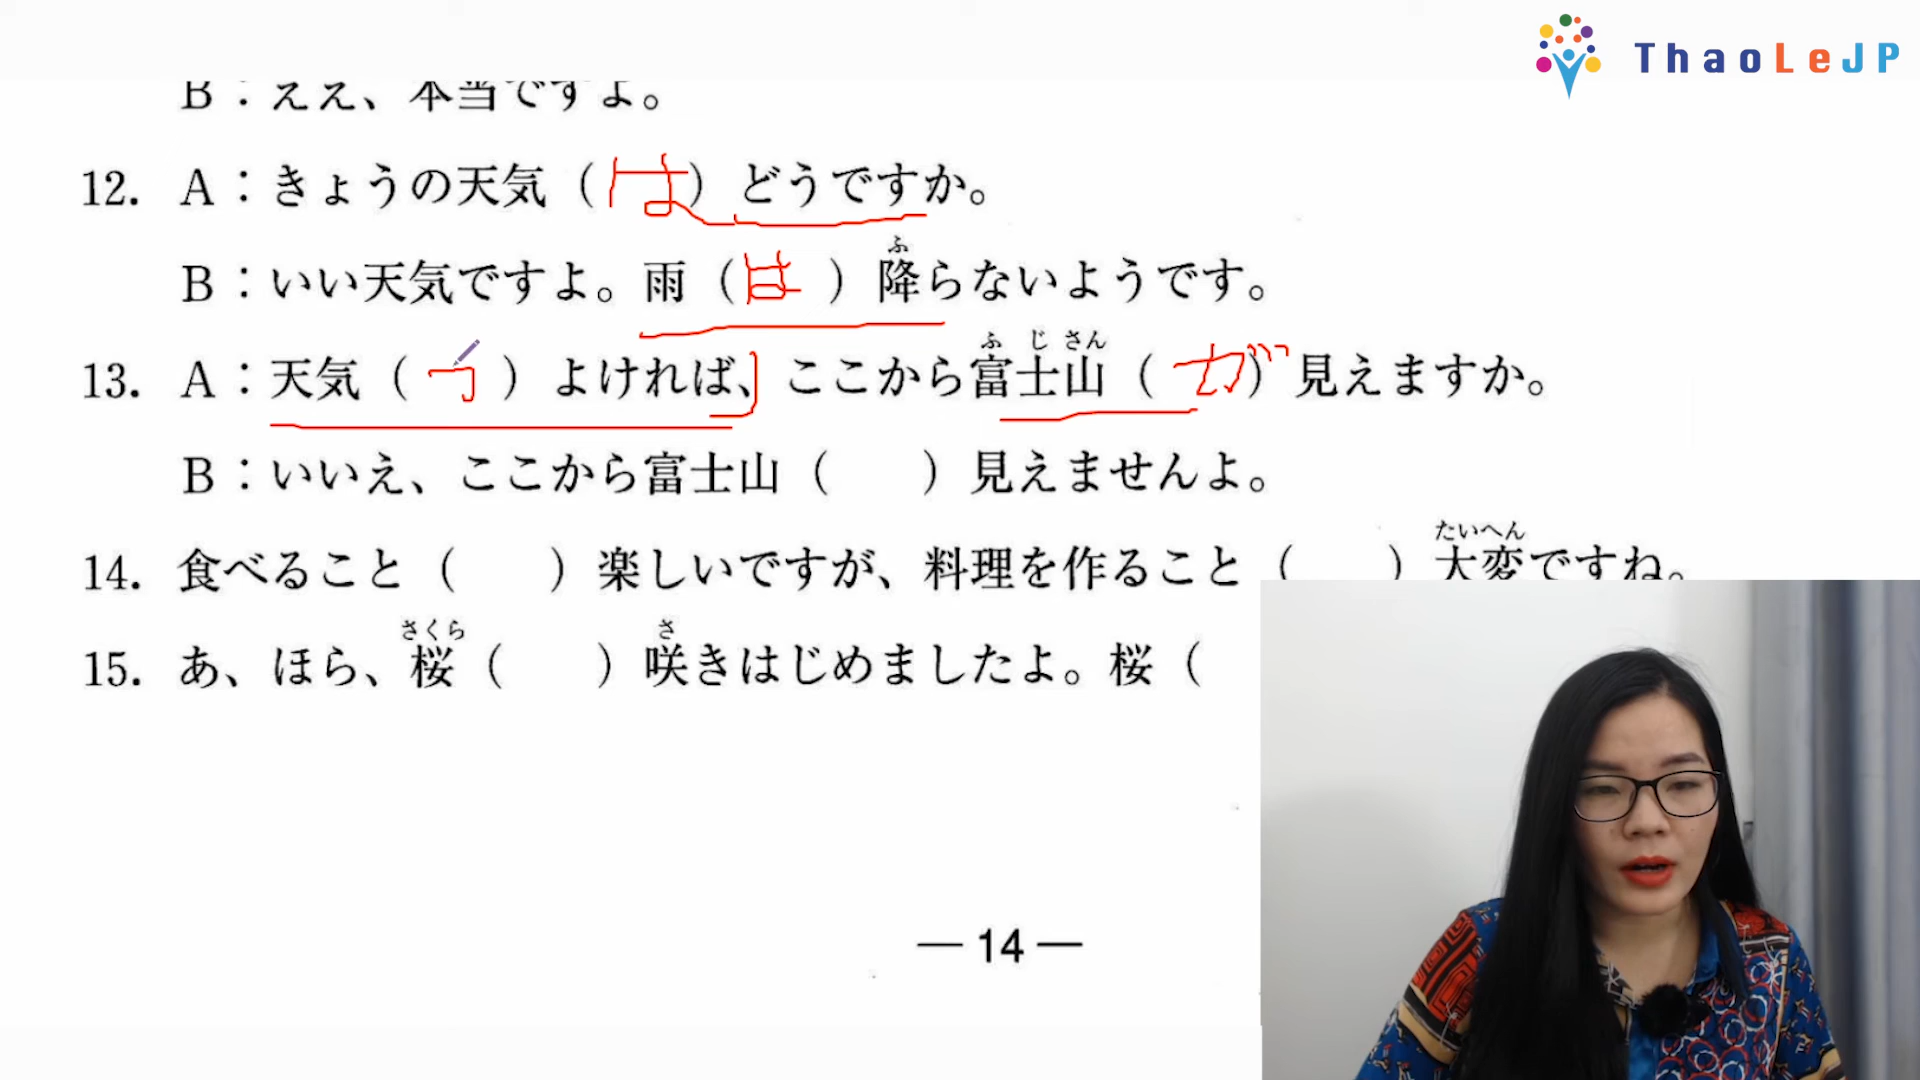 ThaoLeJP
B：ええ、本当ですよ。
12. A：きょうの天気（は）どうですか。
ふ
B：いい天気ですよ。雨（は）降らないようです。
ふ じ さん
13. A：天気（ ）よければ、ここから富士山（が）見えますか。
B：いいえ、ここから富士山（ ）見えませんよ。
たいへん
14. 食べること（ ）楽しいですが、料理を作ること（ ）大変ですね。
さくら さ
15. あ、ほら、桜（ ）咲きはじめましたよ。桜（
— 14 —